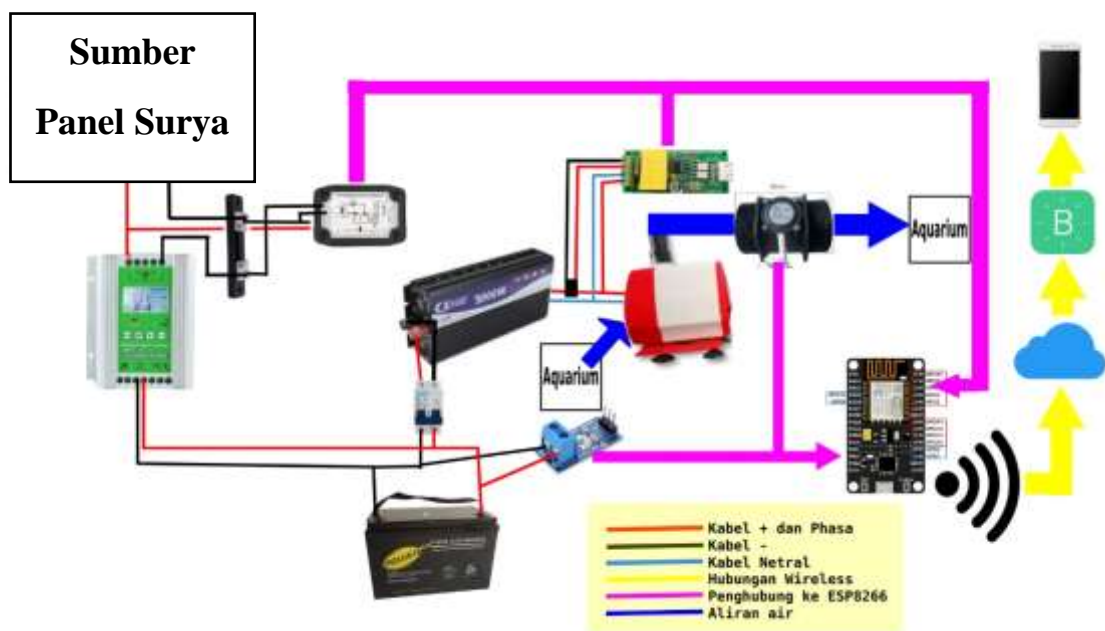 Sumber
Panel Surya
Aquarium
Aquarium
B
Kabel + dan Phasa
Kabel -
Kabel Netral
Hubungan Wireless
Penghubung ke ESP8266
Aliran air